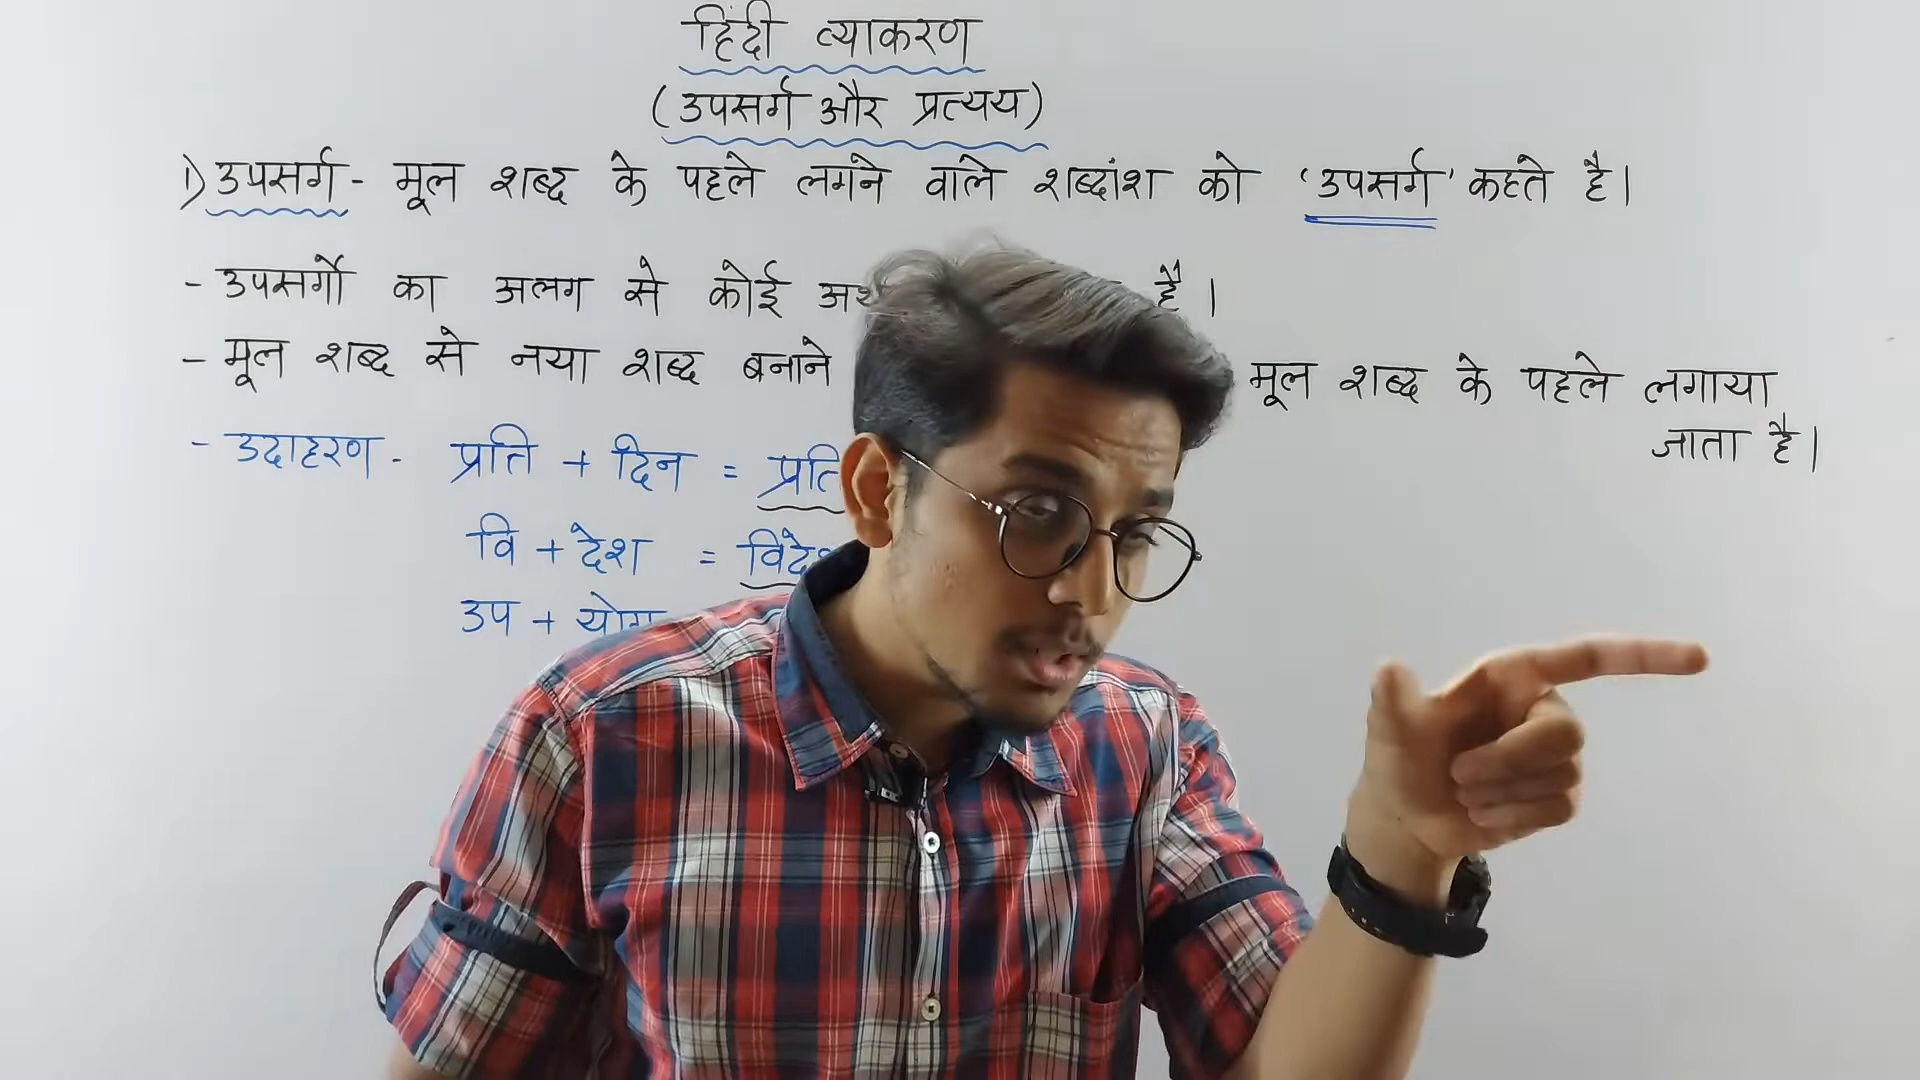 हिंदी व्याकरण
(उपसर्ग और प्रत्यय)
1) उपसर्ग - मूल शब्द के पहले लगने वाले शब्दांश को 'उपसर्ग' कहते है।
- उपसर्गो का अलग से कोई है।
- मूल शब्द से नया शब्द बनाने मूल शब्द के पहले लगाया
जाता है।
- उदाहरण - प्रति + दिन = प्रति
वि + देश = विदे
उप + योग